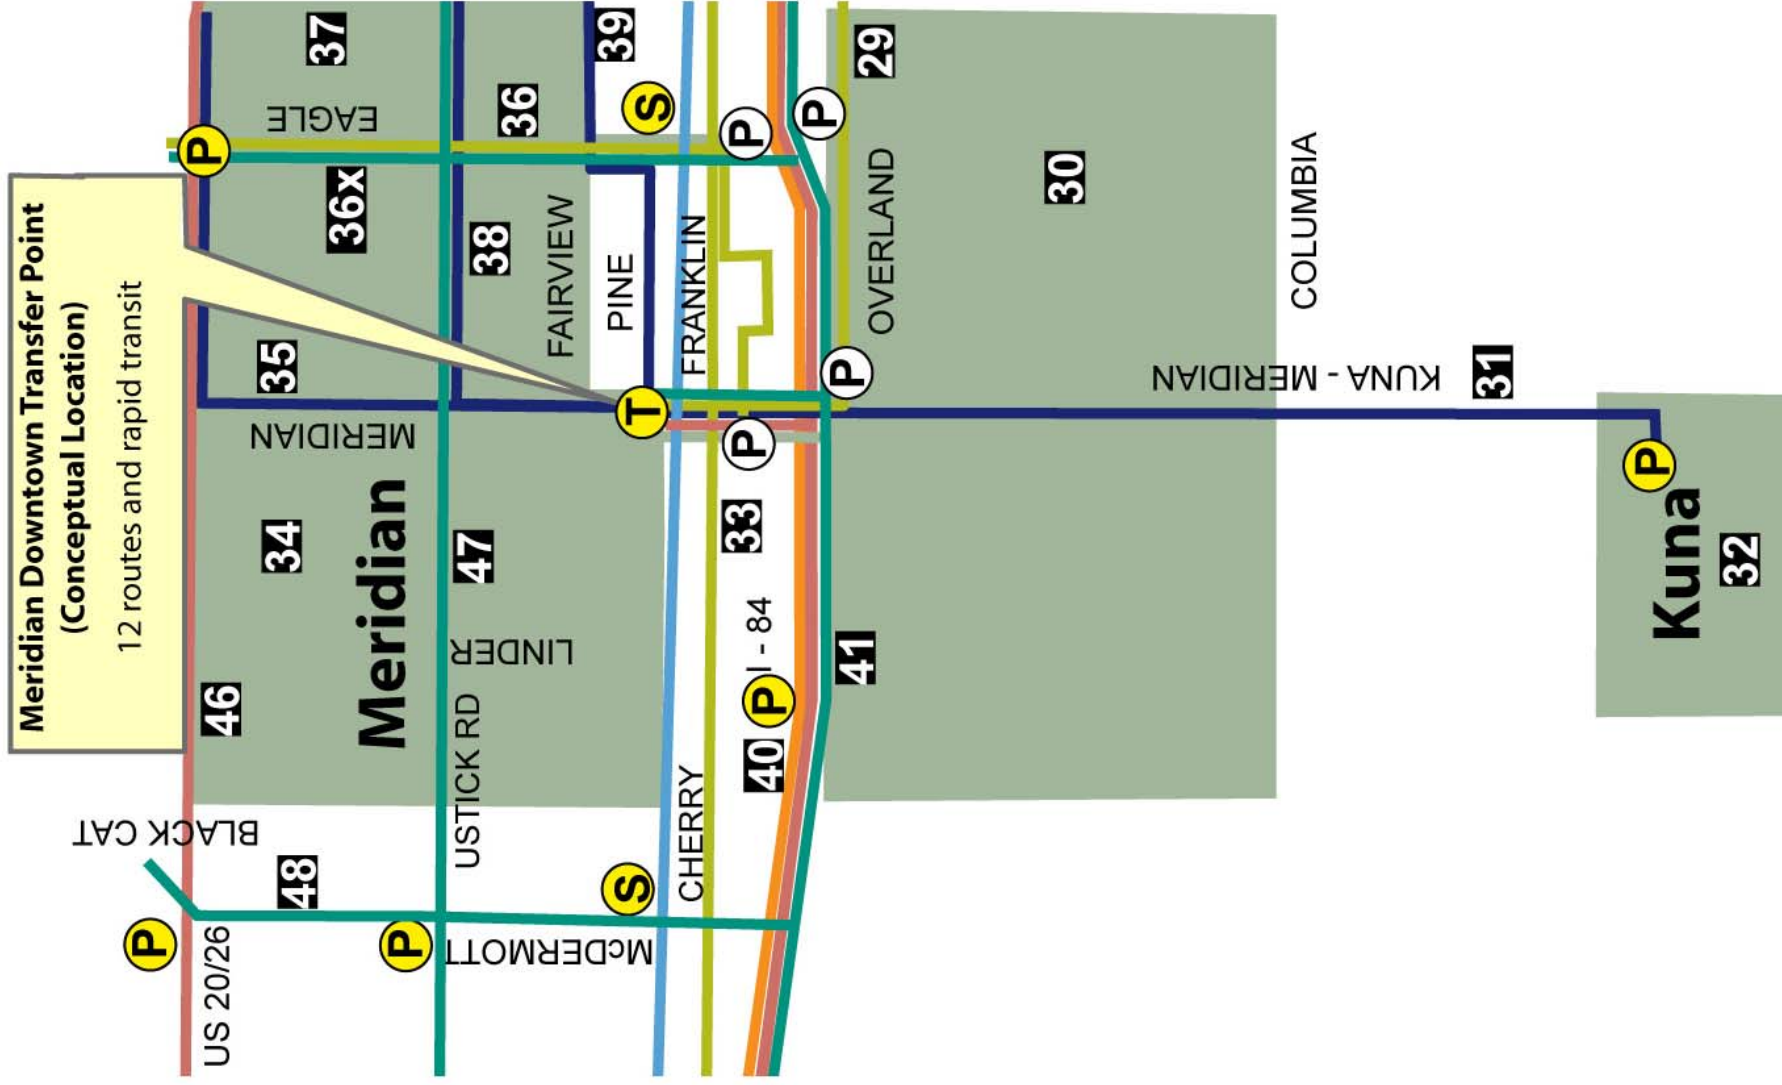 Meridian Downtown Transfer Point
(Conceptual Location)
12 routes and rapid transit
P
BLACK CAT
US 20/26
46
P
48
34
35
EAGLE
37
36x
MERIDIAN
Meridian
P
USTICK RD
47
38
36
LINDER
McDERMOTT
FAIRVIEW
PINE
39
S
T
S
CHERRY
FRANKLIN
33
P
P
40
P
I - 84
P
P
41
OVERLAND
29
30
KUNA - MERIDIAN
COLUMBIA
31
P
Kuna
32